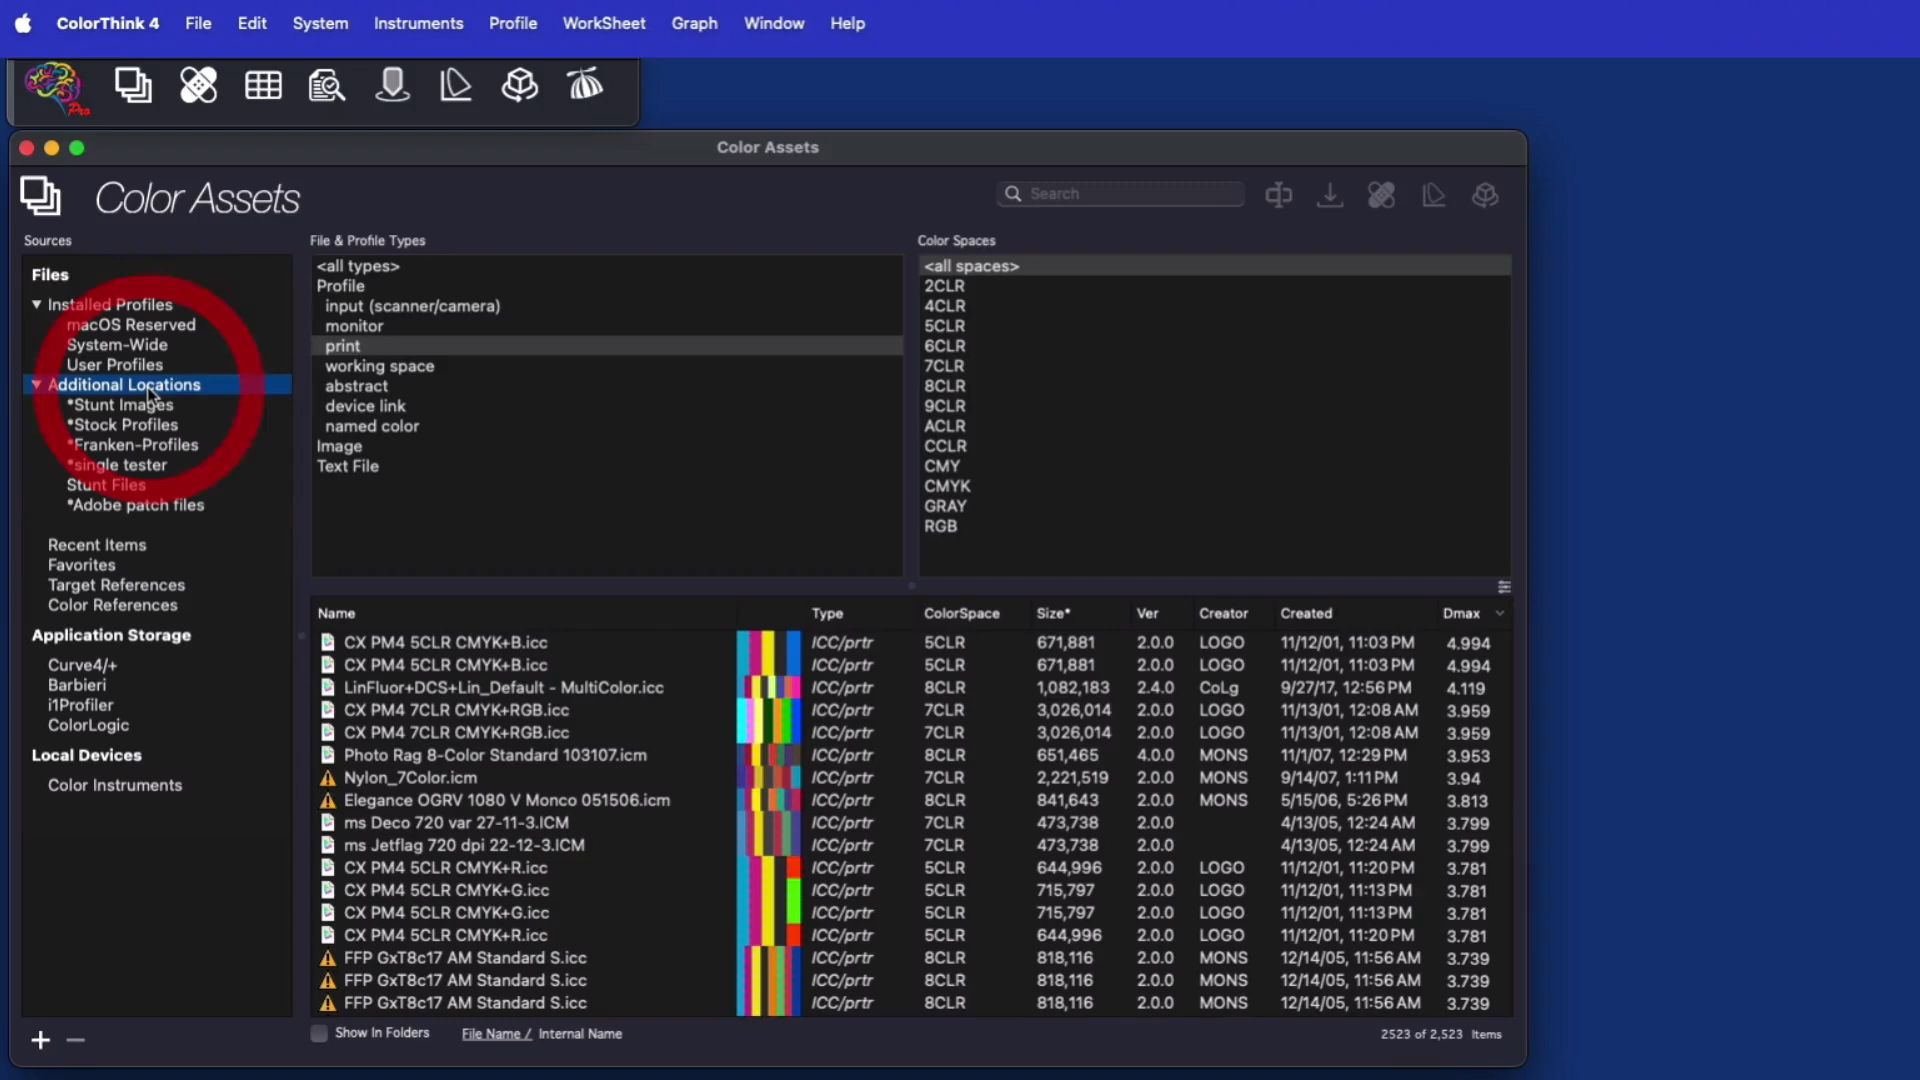 ColorThink 4 File Edit System Instruments Profile WorkSheet Graph Window Help
Pro
Color Assets
Color Assets
Search
Sources
File & Profile Types
Color Spaces
Files
Installed Profiles
macOS Reserved
System-Wide
User Profiles
Additional Locations
*Stunt Images
*Stock Profiles
*Franken-Profiles
*single tester
Stunt Files
*Adobe patch files
Recent Items
Favorites
Target References
Color References
Application Storage
Curve4/+
Barbieri
i1Profiler
ColorLogic
Local Devices
Color Instruments
<all types>
Profile
input (scanner/camera)
monitor
print
working space
abstract
device link
named color
Image
Text File
<all spaces>
2CLR
4CLR
5CLR
6CLR
7CLR
8CLR
9CLR
ACLR
CCLR
CMY
CMYK
GRAY
RGB
Name Type ColorSpace Size* Ver Creator Created Dmax
CX PM4 5CLR CMYK+B.icc ICC/prtr 5CLR 671,881 2.0.0 LOGO 11/12/01, 11:03 PM 4.994
CX PM4 5CLR CMYK+B.icc ICC/prtr 5CLR 671,881 2.0.0 LOGO 11/12/01, 11:03 PM 4.994
LinFluor+DCS+Lin_Default - MultiColor.icc ICC/prtr 8CLR 1,082,183 2.4.0 CoLg 9/27/17, 12:56 PM 4.119
CX PM4 7CLR CMYK+RGB.icc ICC/prtr 7CLR 3,026,014 2.0.0 LOGO 11/13/01, 12:08 AM 3.959
CX PM4 7CLR CMYK+RGB.icc ICC/prtr 7CLR 3,026,014 2.0.0 LOGO 11/13/01, 12:08 AM 3.959
Photo Rag 8-Color Standard 103107.icm ICC/prtr 8CLR 651,465 4.0.0 MONS 11/1/07, 12:29 PM 3.953
Nylon_7Color.icm ICC/prtr 7CLR 2,221,519 2.0.0 MONS 9/14/07, 1:11 PM 3.94
Elegance OGRV 1080 V Monco 051506.icm ICC/prtr 8CLR 841,643 2.0.0 MONS 5/15/06, 5:26 PM 3.813
ms Deco 720 var 27-11-3.ICM ICC/prtr 7CLR 473,738 2.0.0 4/13/05, 12:24 AM 3.799
ms Jetflag 720 dpi 22-12-3.ICM ICC/prtr 7CLR 473,738 2.0.0 4/13/05, 12:24 AM 3.799
CX PM4 5CLR CMYK+R.icc ICC/prtr 5CLR 644,996 2.0.0 LOGO 11/12/01, 11:20 PM 3.781
CX PM4 5CLR CMYK+G.icc ICC/prtr 5CLR 715,797 2.0.0 LOGO 11/12/01, 11:13 PM 3.781
CX PM4 5CLR CMYK+G.icc ICC/prtr 5CLR 715,797 2.0.0 LOGO 11/12/01, 11:13 PM 3.781
CX PM4 5CLR CMYK+R.icc ICC/prtr 5CLR 644,996 2.0.0 LOGO 11/12/01, 11:20 PM 3.781
FFP GxT8c17 AM Standard S.icc ICC/prtr 8CLR 818,116 2.0.0 MONS 12/14/05, 11:56 AM 3.739
FFP GxT8c17 AM Standard S.icc ICC/prtr 8CLR 818,116 2.0.0 MONS 12/14/05, 11:56 AM 3.739
FFP GxT8c17 AM Standard S.icc ICC/prtr 8CLR 818,116 2.0.0 MONS 12/14/05, 11:56 AM 3.739
Show In Folders File Name / Internal Name 2523 of 2,523 Items